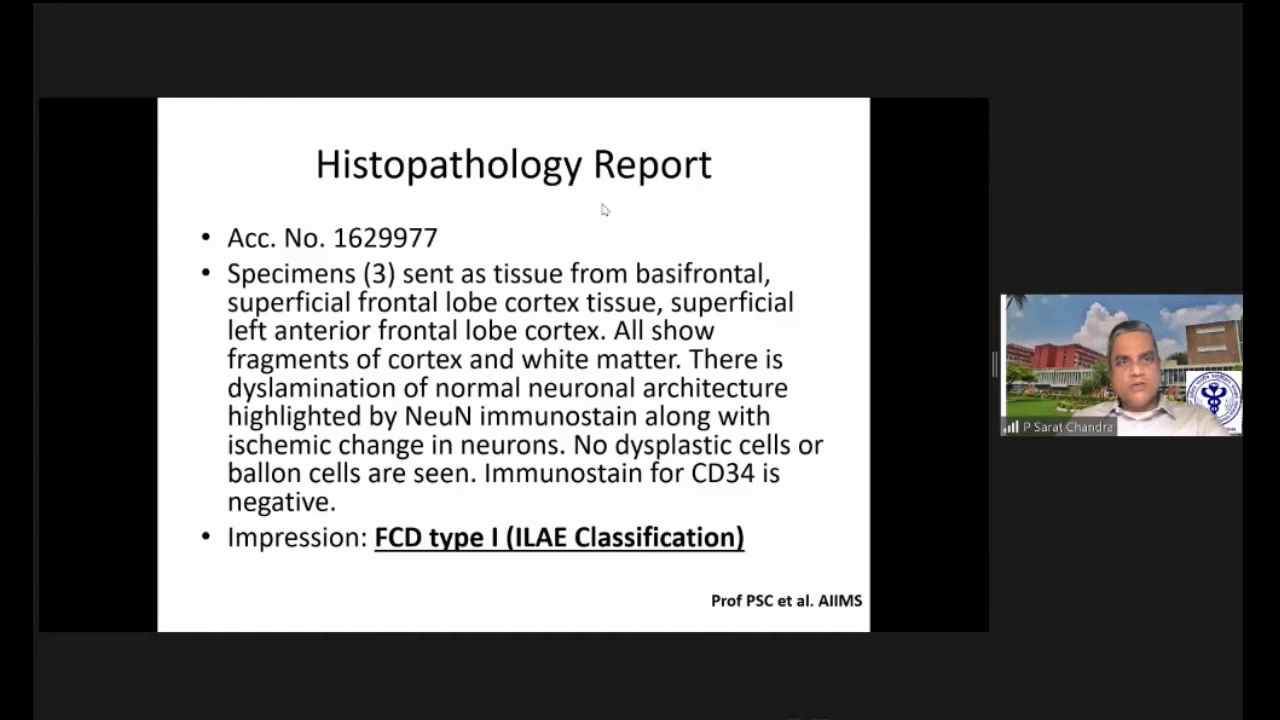 Histopathology Report
• Acc. No. 1629977
• Specimens (3) sent as tissue from basifrontal,
superficial frontal lobe cortex tissue, superficial
left anterior frontal lobe cortex. All show
fragments of cortex and white matter. There is
dyslamination of normal neuronal architecture
highlighted by NeuN immunostain along with
ischemic change in neurons. No dysplastic cells or
ballon cells are seen. Immunostain for CD34 is
negative.
• Impression: FCD type I (ILAE Classification)
Prof PSC et al. AIIMS
P Sarat Chandra